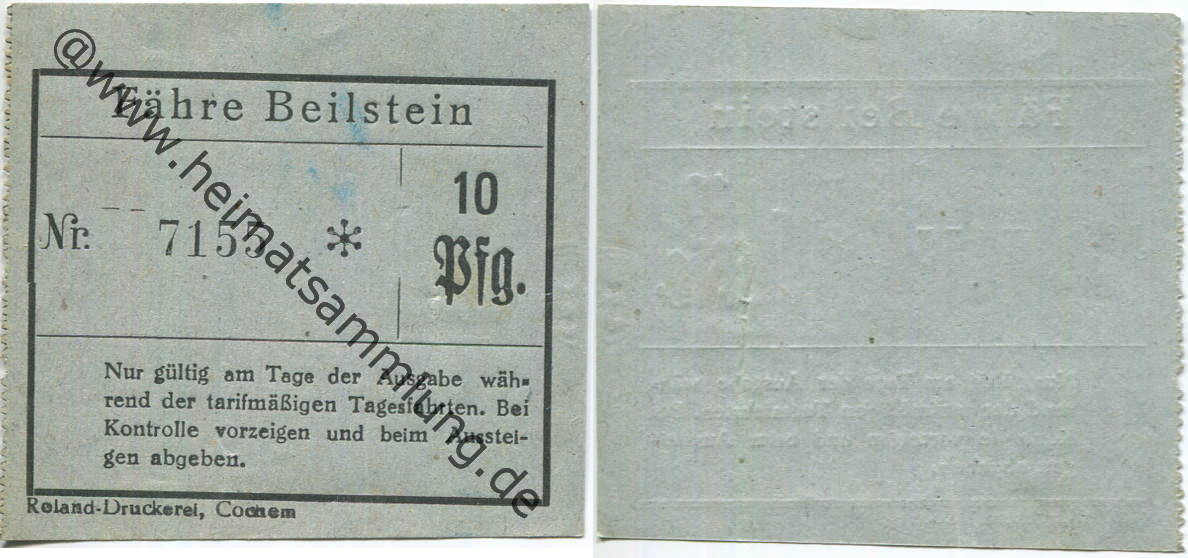 Fähre Beilstein
Nr. 7155 *
10
Pfg.
Nur gültig am Tage der Ausgabe wäh-
rend der tarifmäßigen Tagesfahrten. Bei
Kontrolle vorzeigen und beim Ausstei-
gen abgeben.
Roland-Druckerei, Cochem
@www.heimatsammlung.de